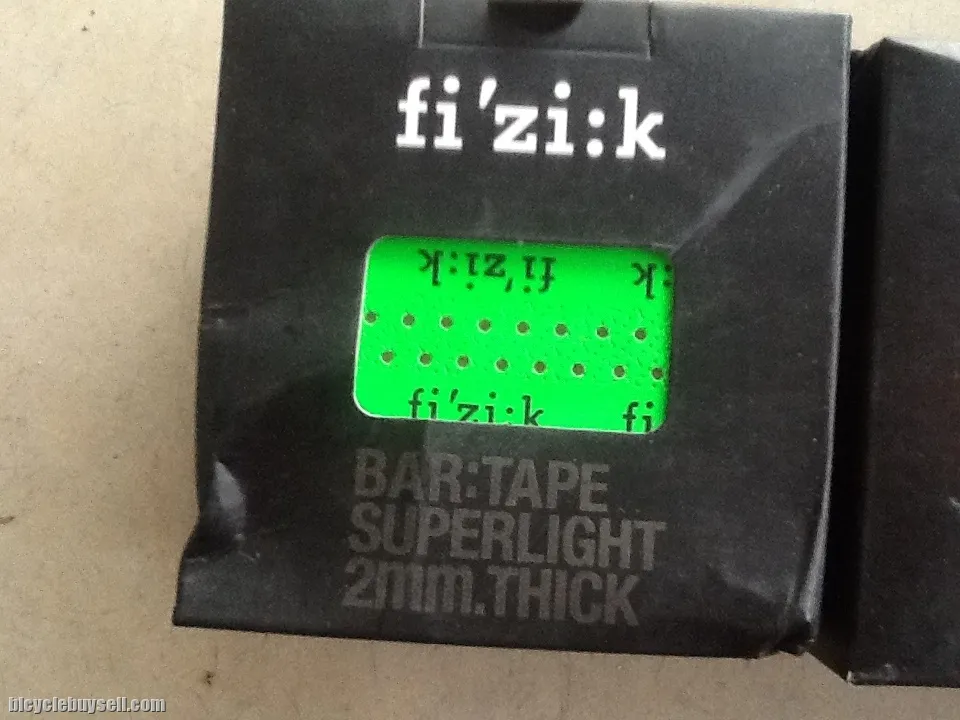 fi'zi:k
fi'zi:k
fi'zi:k fi
BAR:TAPE
SUPERLIGHT
2mm.THICK
bicyclebuysell.com